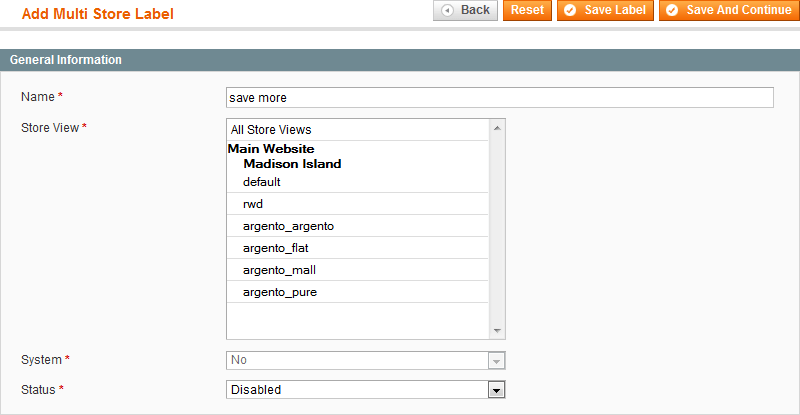 Add Multi Store Label
Back Reset Save Label Save And Continue
General Information
Name *
save more
Store View *
All Store Views
Main Website
Madison Island
default
rwd
argento_argento
argento_flat
argento_mall
argento_pure
System *
No
Status *
Disabled